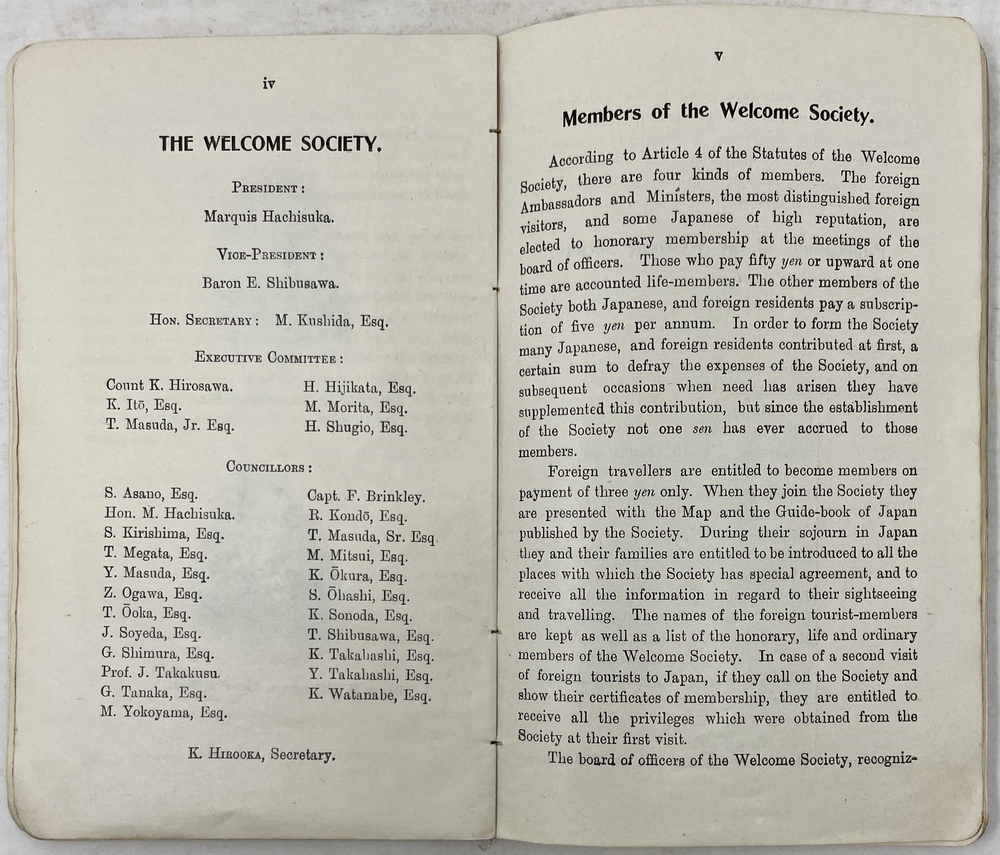 iv
THE WELCOME SOCIETY.
PRESIDENT:
Marquis Hachisuka.
VICE-PRESIDENT:
Baron E. Shibusawa.
HON. SECRETARY: M. Kushida, Esq.
EXECUTIVE COMMITTEE:
Count K. Hirosawa.
K. Itō, Esq.
T. Masuda, Jr. Esq.
H. Hijikata, Esq.
M. Morita, Esq.
H. Shugio, Esq.
COUNCILLORS:
S. Asano, Esq.
Hon. M. Hachisuka.
S. Kirishima, Esq.
T. Megata, Esq.
Y. Masuda, Esq.
Z. Ogawa, Esq.
T. Ōoka, Esq.
J. Soyeda, Esq.
G. Shimura, Esq.
Prof. J. Takakusu.
G. Tanaka, Esq.
M. Yokoyama, Esq.
Capt. F. Brinkley.
R. Kondō, Esq.
T. Masuda, Sr. Esq
M. Mitsui, Esq.
K. Ōkura, Esq.
S. Ōhashi, Esq.
K. Sonoda, Esq.
T. Shibusawa, Esq.
K. Takahashi, Esq.
Y. Takahashi, Esq.
K. Watanabe, Esq.
K. HIROOKA, Secretary.
v
Members of the Welcome Society.
According to Article 4 of the Statutes of the Welcome
Society, there are four kinds of members. The foreign
Ambassadors and Ministers, the most distinguished foreign
visitors, and some Japanese of high reputation, are
elected to honorary membership at the meetings of the
board of officers. Those who pay fifty yen or upward at one
time are accounted life-members. The other members of the
Society both Japanese, and foreign residents pay a subscrip-
tion of five yen per annum. In order to form the Society
many Japanese, and foreign residents contributed at first, a
certain sum to defray the expenses of the Society, and on
subsequent occasions when need has arisen they have
supplemented this contribution, but since the establishment
of the Society not one sen has ever accrued to those
members.
Foreign travellers are entitled to become members on
payment of three yen only. When they join the Society they
are presented with the Map and the Guide-book of Japan
published by the Society. During their sojourn in Japan
they and their families are entitled to be introduced to all the
places with which the Society has special agreement, and to
receive all the information in regard to their sightseeing
and travelling. The names of the foreign tourist-members
are kept as well as a list of the honorary, life and ordinary
members of the Welcome Society. In case of a second visit
of foreign tourists to Japan, if they call on the Society and
show their certificates of membership, they are entitled to
receive all the privileges which were obtained from the
Society at their first visit.
The board of officers of the Welcome Society, recogniz-